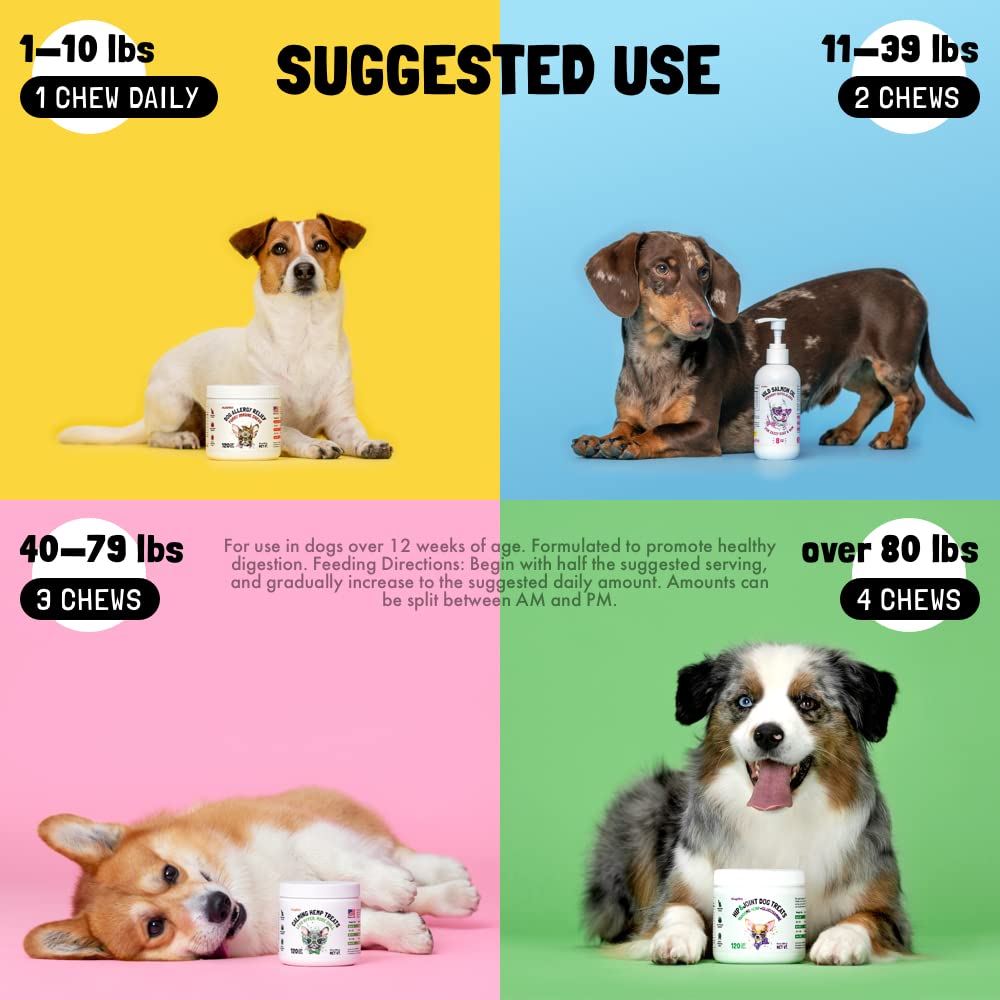 1–10 lbs
1 CHEW DAILY
SUGGESTED USE
11–39 lbs
2 CHEWS
DOG ALLERGY RELIEF
120
WILD SALMON OIL
8 oz
40–79 lbs
3 CHEWS
For use in dogs over 12 weeks of age. Formulated to promote healthy
digestion. Feeding Directions: Begin with half the suggested serving,
and gradually increase to the suggested daily amount. Amounts can
be split between AM and PM.
over 80 lbs
4 CHEWS
CALMING HEMP TREATS
120
HIP & JOINT DOG TREATS
120